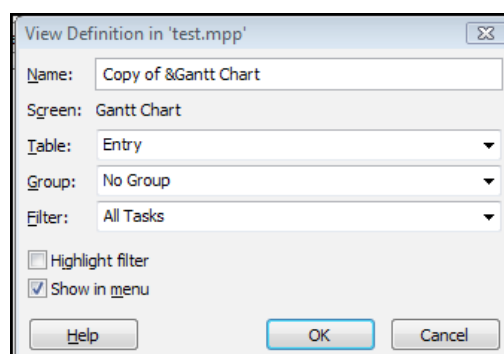 View Definition in 'test.mpp'
Name: Copy of &Gantt Chart
Screen: Gantt Chart
Table: Entry
Group: No Group
Filter: All Tasks
Highlight filter
Show in menu
Help OK Cancel